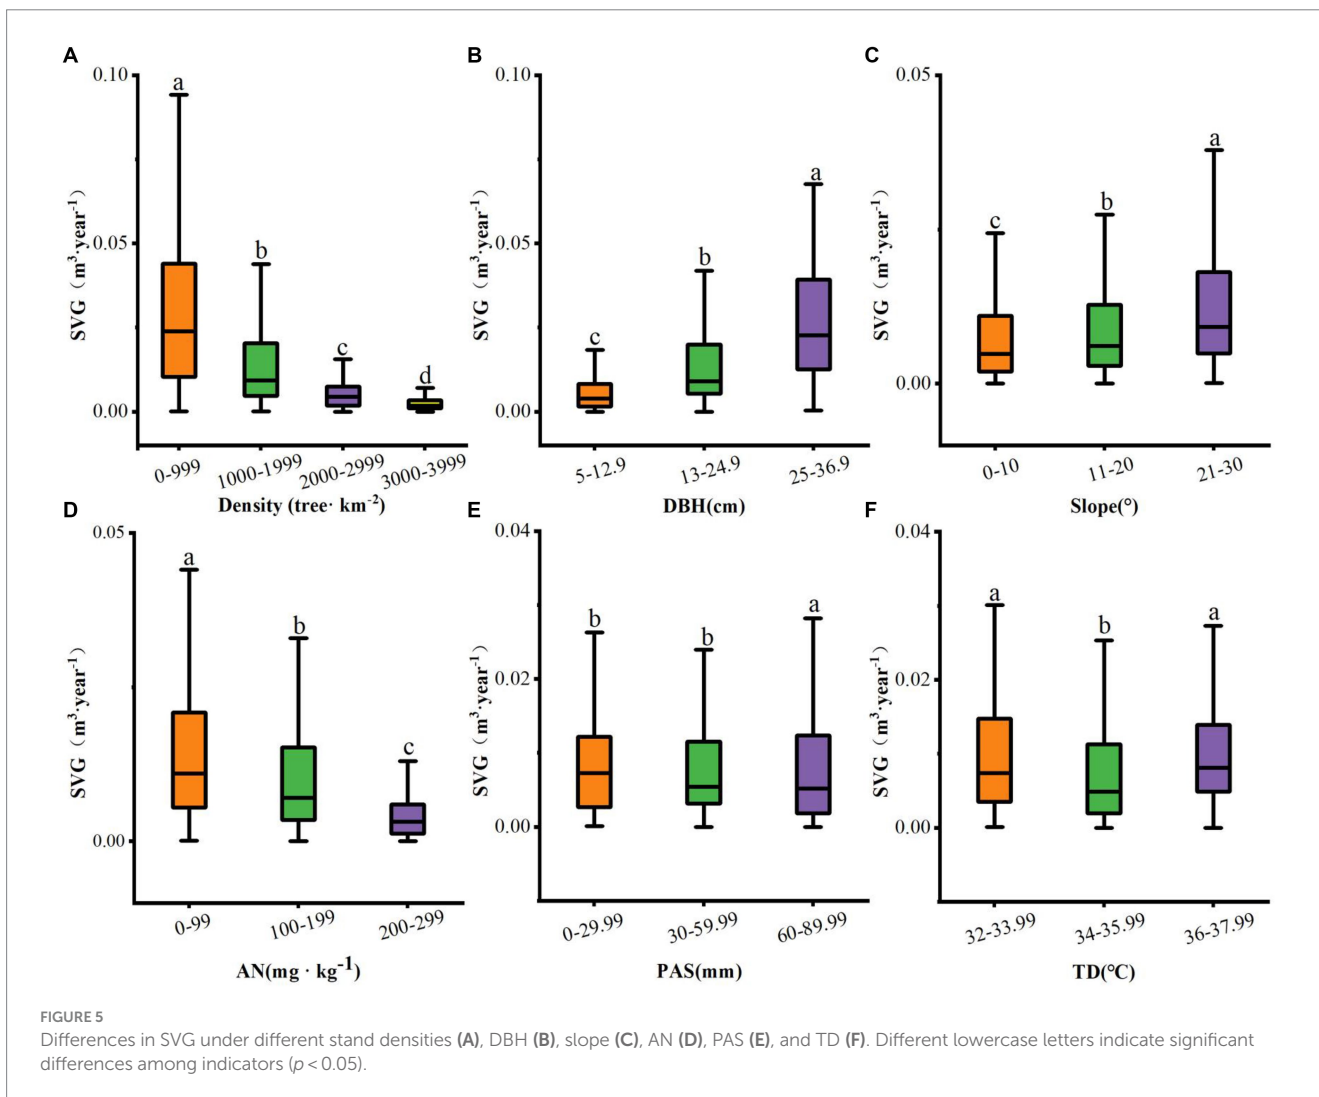 A
SVG（m³·year⁻¹）
0.10
0.05
0.00
a
b
c
d
0-999
1000-1999
2000-2999
3000-3999
Density (tree· km⁻²)
B
SVG（m³·year⁻¹）
0.10
0.05
0.00
c
b
a
5-12.9
13-24.9
25-36.9
DBH(cm)
C
SVG（m³·year⁻¹）
0.05
0.00
c
b
a
0-10
11-20
21-30
Slope(°)
D
SVG（m³·year⁻¹）
0.05
0.00
a
b
c
0-99
100-199
200-299
AN(mg · kg⁻¹)
E
SVG（m³·year⁻¹）
0.04
0.02
0.00
b
b
a
0-29.99
30-59.99
60-89.99
PAS(mm)
F
SVG（m³·year⁻¹）
0.04
0.02
0.00
a
b
a
32-33.99
34-35.99
36-37.99
TD(°C)
FIGURE 5
Differences in SVG under different stand densities (A), DBH (B), slope (C), AN (D), PAS (E), and TD (F). Different lowercase letters indicate significant
differences among indicators (p < 0.05).